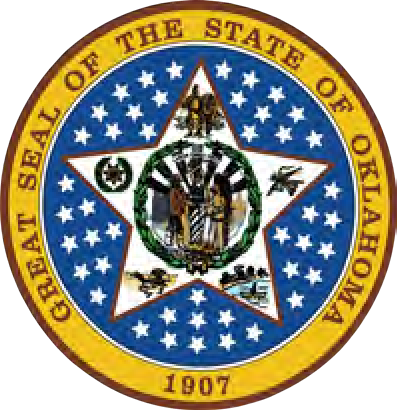 GREAT SEAL OF THE STATE OF OKLAHOMA
1907